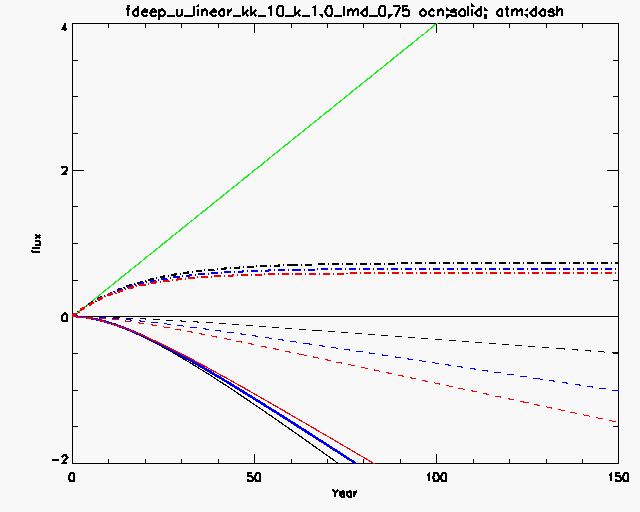 fdeep_u_linear_kk_10_k_1.0_lmd_0.75 ocn:solid; atm:dash
4
2
flux
0
-2
0 50 100 150
Year